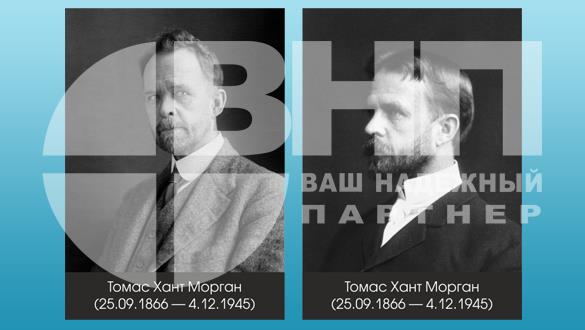 ВНП
ВАШ НАДЕЖНЫЙ
ПАРТНЕР
Томас Хант Морган
(25.09.1866 — 4.12.1945)
Томас Хант Морган
(25.09.1866 — 4.12.1945)